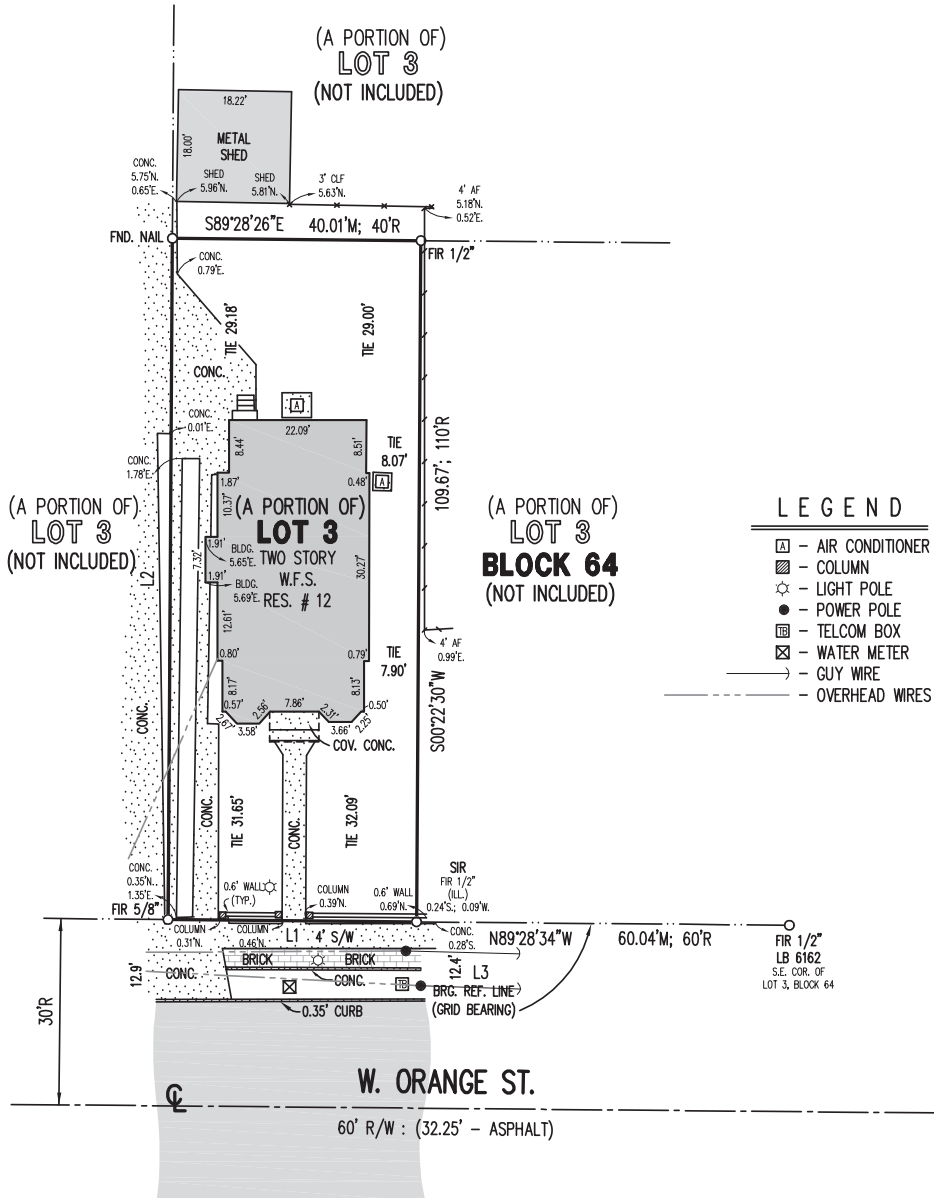 (A PORTION OF)
LOT 3
(NOT INCLUDED)
18.22'
18.00'
METAL
SHED
CONC.
5.75'N.
0.65'E.
SHED
5.96'N.
SHED
5.81'N.
3' CLF
5.63'N.
4' AF
5.18'N.
0.52'E.
S89°28'26"E 40.01'M; 40'R
FND. NAIL
FIR 1/2"
CONC.
0.79'E.
TIE 29.18'
TIE 29.00'
CONC.
A
22.09'
8.44'
8.51'
TIE
8.07'
CONC.
0.01'E.
CONC.
1.78'E.
1.87'
0.48'
A
109.67'; 110'R
10.37'
(A PORTION OF)
LOT 3
(NOT INCLUDED)
(A PORTION OF)
LOT 3
TWO STORY
W.F.S.
RES. # 12
(A PORTION OF)
LOT 3
BLOCK 64
(NOT INCLUDED)
1.91'
BLDG.
5.65'E.
7.32'
1.91'
BLDG.
5.69'E.
30.27'
L2
12.61'
0.80'
0.79'
TIE
7.90'
4' AF
0.99'E.
S00°22'30"W
8.17'
8.13'
0.57'
2.67'
3.58'
2.56'
7.86'
2.31'
3.66'
2.25'
0.50'
COV. CONC.
CONC.
CONC.
TIE 31.65'
CONC.
TIE 32.09'
LEGEND
A - AIR CONDITIONER
- COLUMN
- LIGHT POLE
- POWER POLE
TB - TELCOM BOX
- WATER METER
- GUY WIRE
- OVERHEAD WIRES
CONC.
0.35'N.
1.35'E.
FIR 5/8"
0.6' WALL
(TYP.)
COLUMN
0.39'N.
0.6' WALL
0.69'N.
SIR
FIR 1/2"
(ILL.)
0.24'S.; 0.09'W.
COLUMN
0.31'N.
COLUMN
0.46'N.
L1 4' S/W
CONC.
0.28'S.
N89°28'34"W 60.04'M; 60'R
FIR 1/2"
LB 6162
S.E. COR. OF
LOT 3, BLOCK 64
BRICK
BRICK
12.9'
CONC.
CONC.
12.4'
L3
TB
BRG. REF. LINE
(GRID BEARING)
0.35' CURB
30'R
W. ORANGE ST.
CL
60' R/W : (32.25' - ASPHALT)